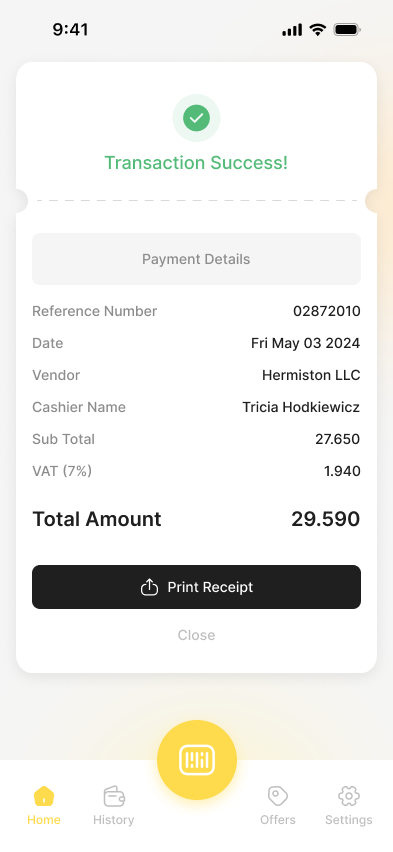 9:41
Transaction Success!
Payment Details
Reference Number 02872010
Date Fri May 03 2024
Vendor Hermiston LLC
Cashier Name Tricia Hodkiewicz
Sub Total 27.650
VAT (7%) 1.940
Total Amount 29.590
Print Receipt
Close
Home History Offers Settings